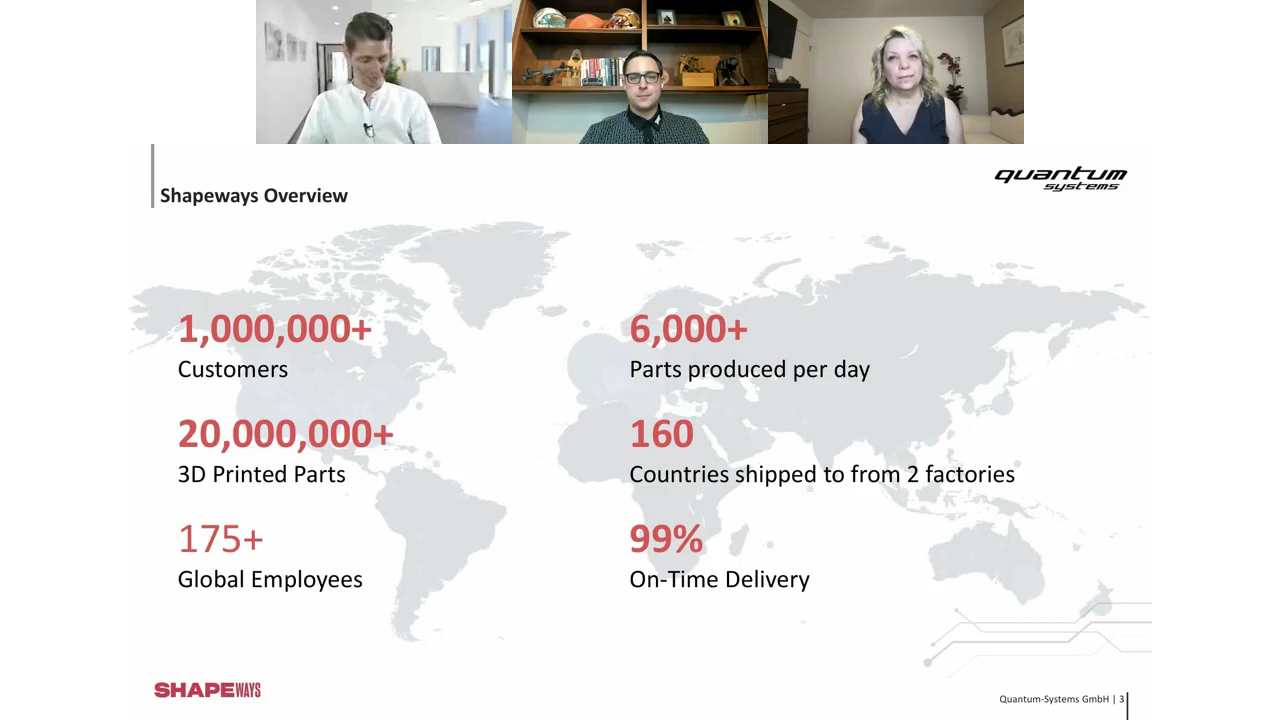 Shapeways Overview
quantum
systems
1,000,000+
Customers
20,000,000+
3D Printed Parts
175+
Global Employees
6,000+
Parts produced per day
160
Countries shipped to from 2 factories
99%
On-Time Delivery
SHAPEWAYS
Quantum-Systems GmbH | 3